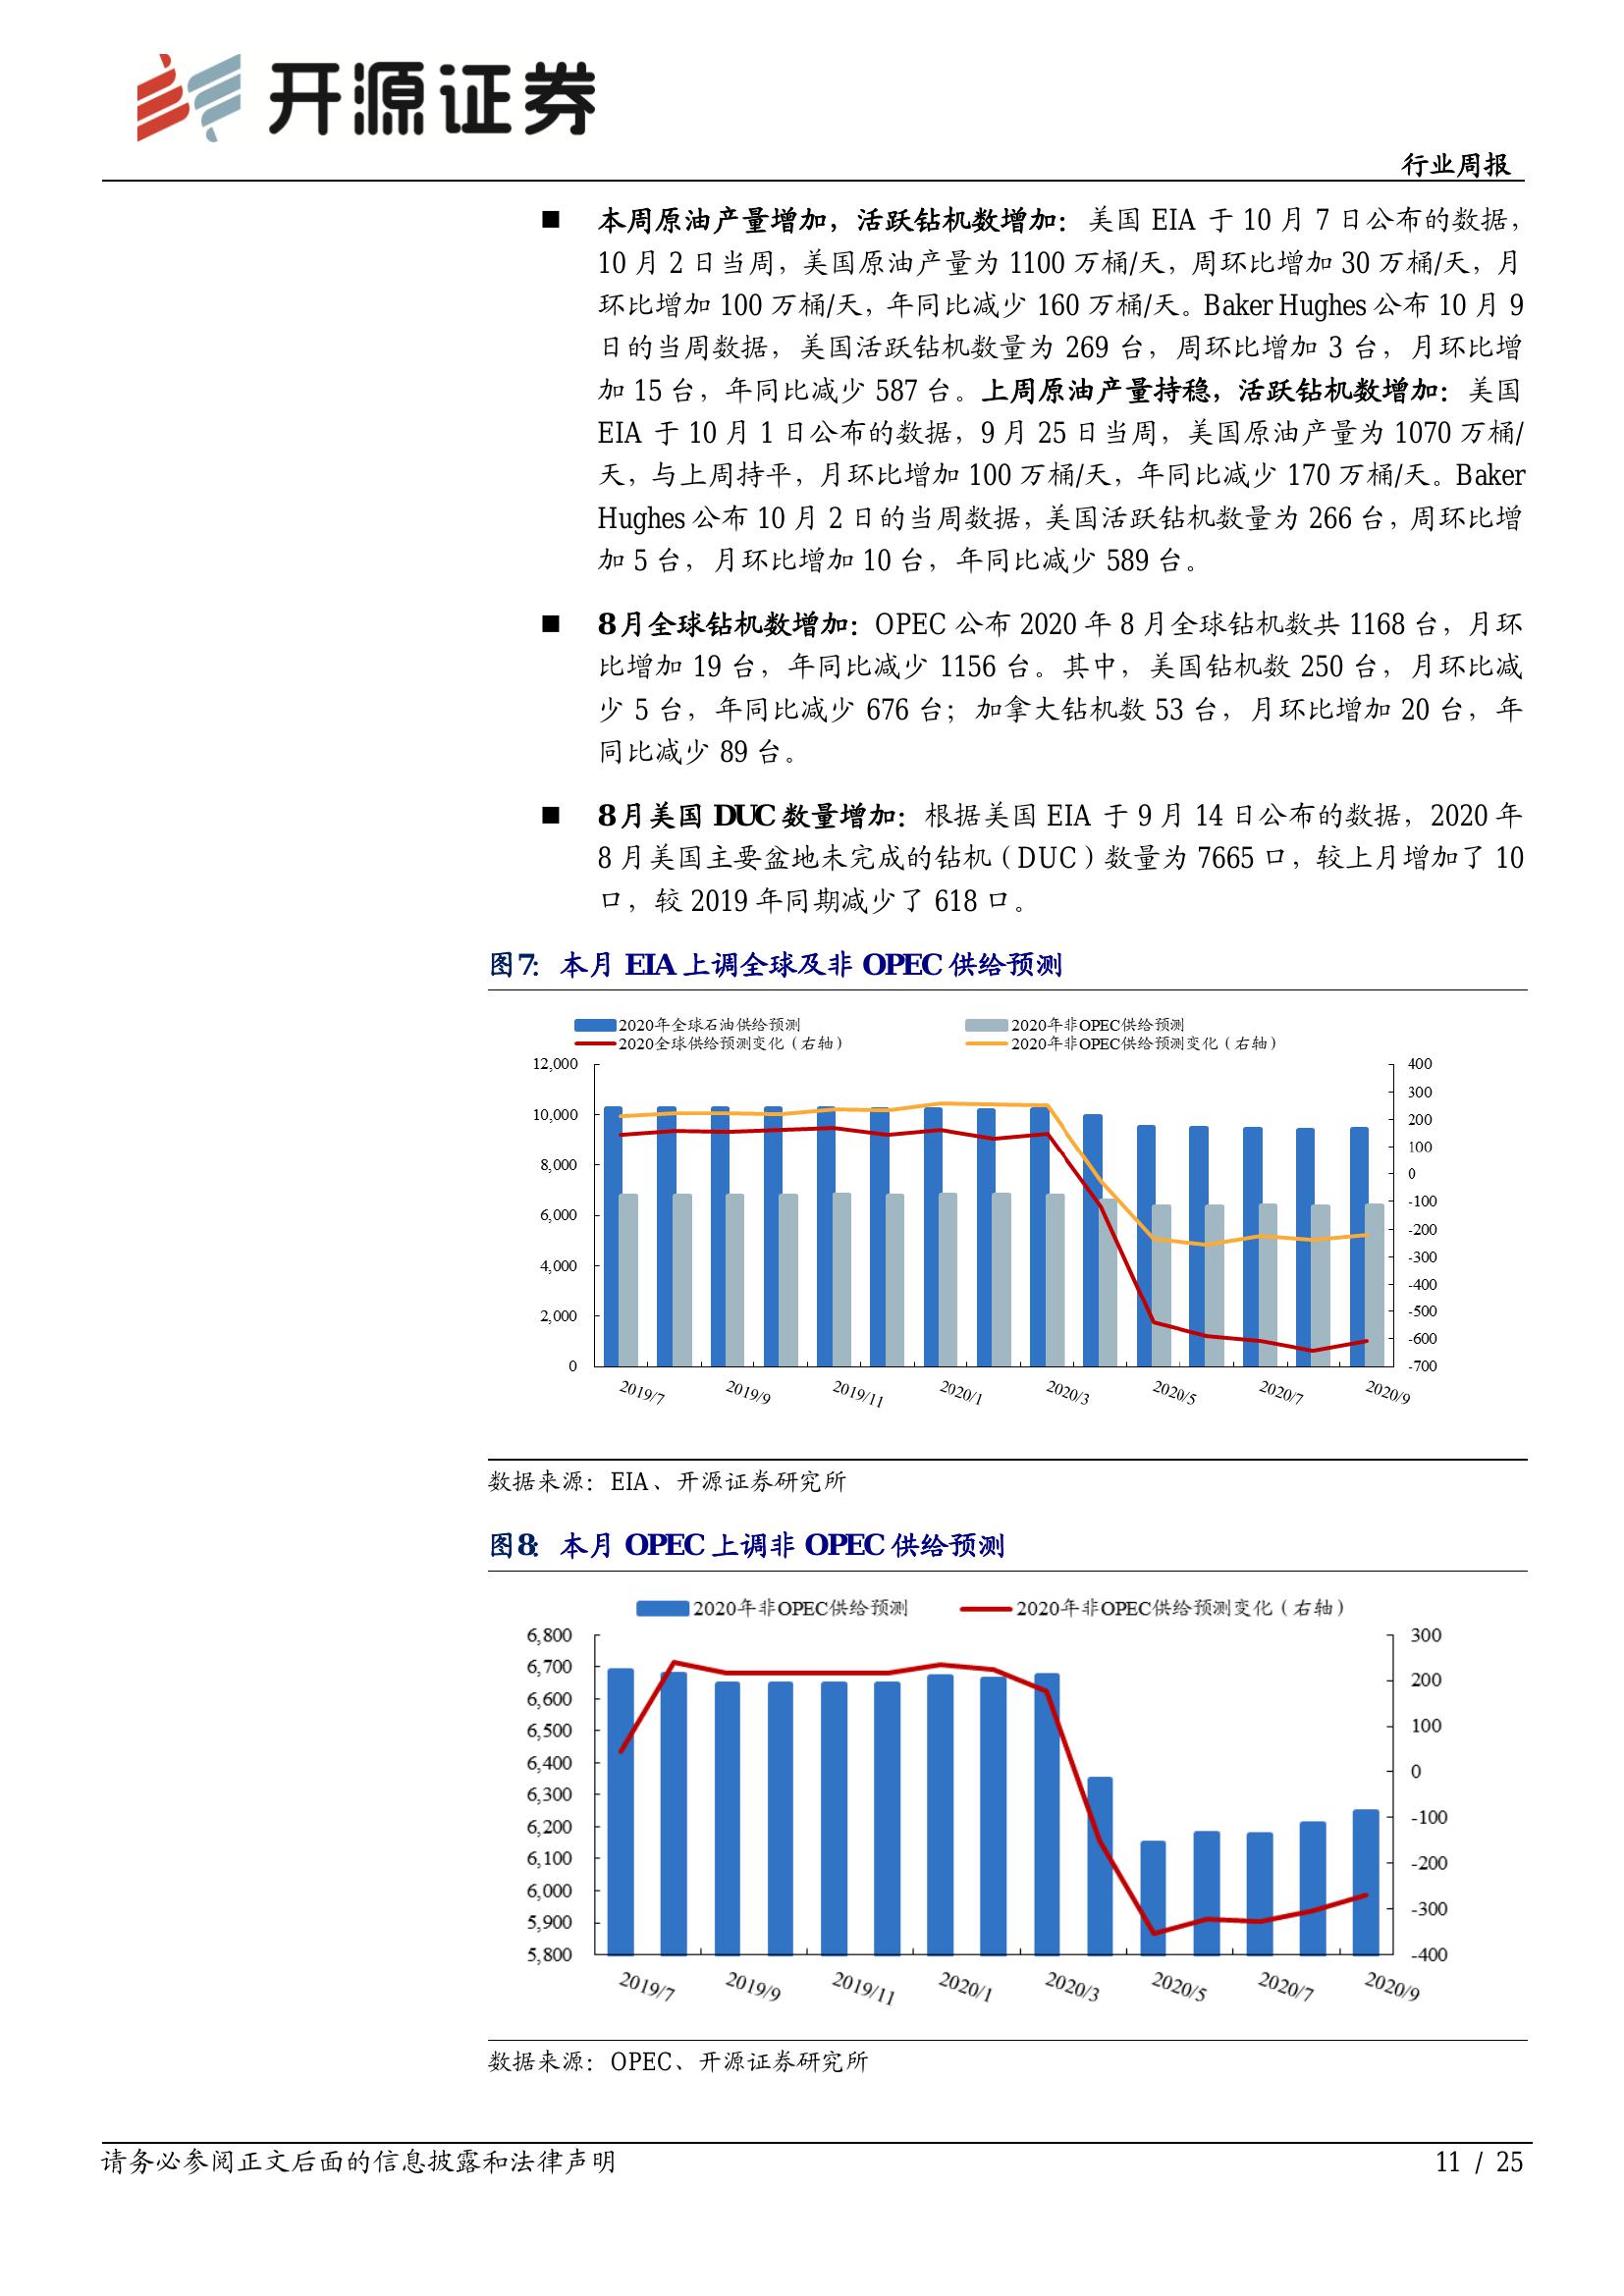 开源证券
行业周报
■ 本周原油产量增加，活跃钻机数增加：美国 EIA 于 10 月 7 日公布的数据，
10 月 2 日当周，美国原油产量为 1100 万桶/天，周环比增加 30 万桶/天，月
环比增加 100 万桶/天，年同比减少 160 万桶/天。Baker Hughes 公布 10 月 9
日的当周数据，美国活跃钻机数量为 269 台，周环比增加 3 台，月环比增
加 15 台，年同比减少 587 台。上周原油产量持稳，活跃钻机数增加：美国
EIA 于 10 月 1 日公布的数据，9 月 25 日当周，美国原油产量为 1070 万桶/
天，与上周持平，月环比增加 100 万桶/天，年同比减少 170 万桶/天。Baker
Hughes 公布 10 月 2 日的当周数据，美国活跃钻机数量为 266 台，周环比增
加 5 台，月环比增加 10 台，年同比减少 589 台。
■ 8月全球钻机数增加：OPEC 公布 2020 年 8 月全球钻机数共 1168 台，月环
比增加 19 台，年同比减少 1156 台。其中，美国钻机数 250 台，月环比减
少 5 台，年同比减少 676 台；加拿大钻机数 53 台，月环比增加 20 台，年
同比减少 89 台。
■ 8月美国 DUC 数量增加：根据美国 EIA 于 9 月 14 日公布的数据，2020 年
8 月美国主要盆地未完成的钻机（DUC）数量为 7665 口，较上月增加了 10
口，较 2019 年同期减少了 618 口。
图7：本月 EIA 上调全球及非 OPEC 供给预测
2020年全球石油供给预测 2020年非OPEC供给预测
2020全球供给预测变化（右轴） 2020年非OPEC供给预测变化（右轴）
12,000 400
300
10,000 200
100
8,000 0
-100
6,000 -200
-300
4,000 -400
-500
2,000 -600
0 -700
2019/7 2019/9 2019/11 2020/1 2020/3 2020/5 2020/7 2020/9
数据来源：EIA、开源证券研究所
图8：本月 OPEC 上调非 OPEC 供给预测
2020年非OPEC供给预测 2020年非OPEC供给预测变化（右轴）
6,800 300
6,700 200
6,600
6,500 100
6,400 0
6,300
6,200 -100
6,100 -200
6,000
5,900 -300
5,800 -400
2019/7 2019/9 2019/11 2020/1 2020/3 2020/5 2020/7 2020/9
数据来源：OPEC、开源证券研究所
请务必参阅正文后面的信息披露和法律声明 11 / 25